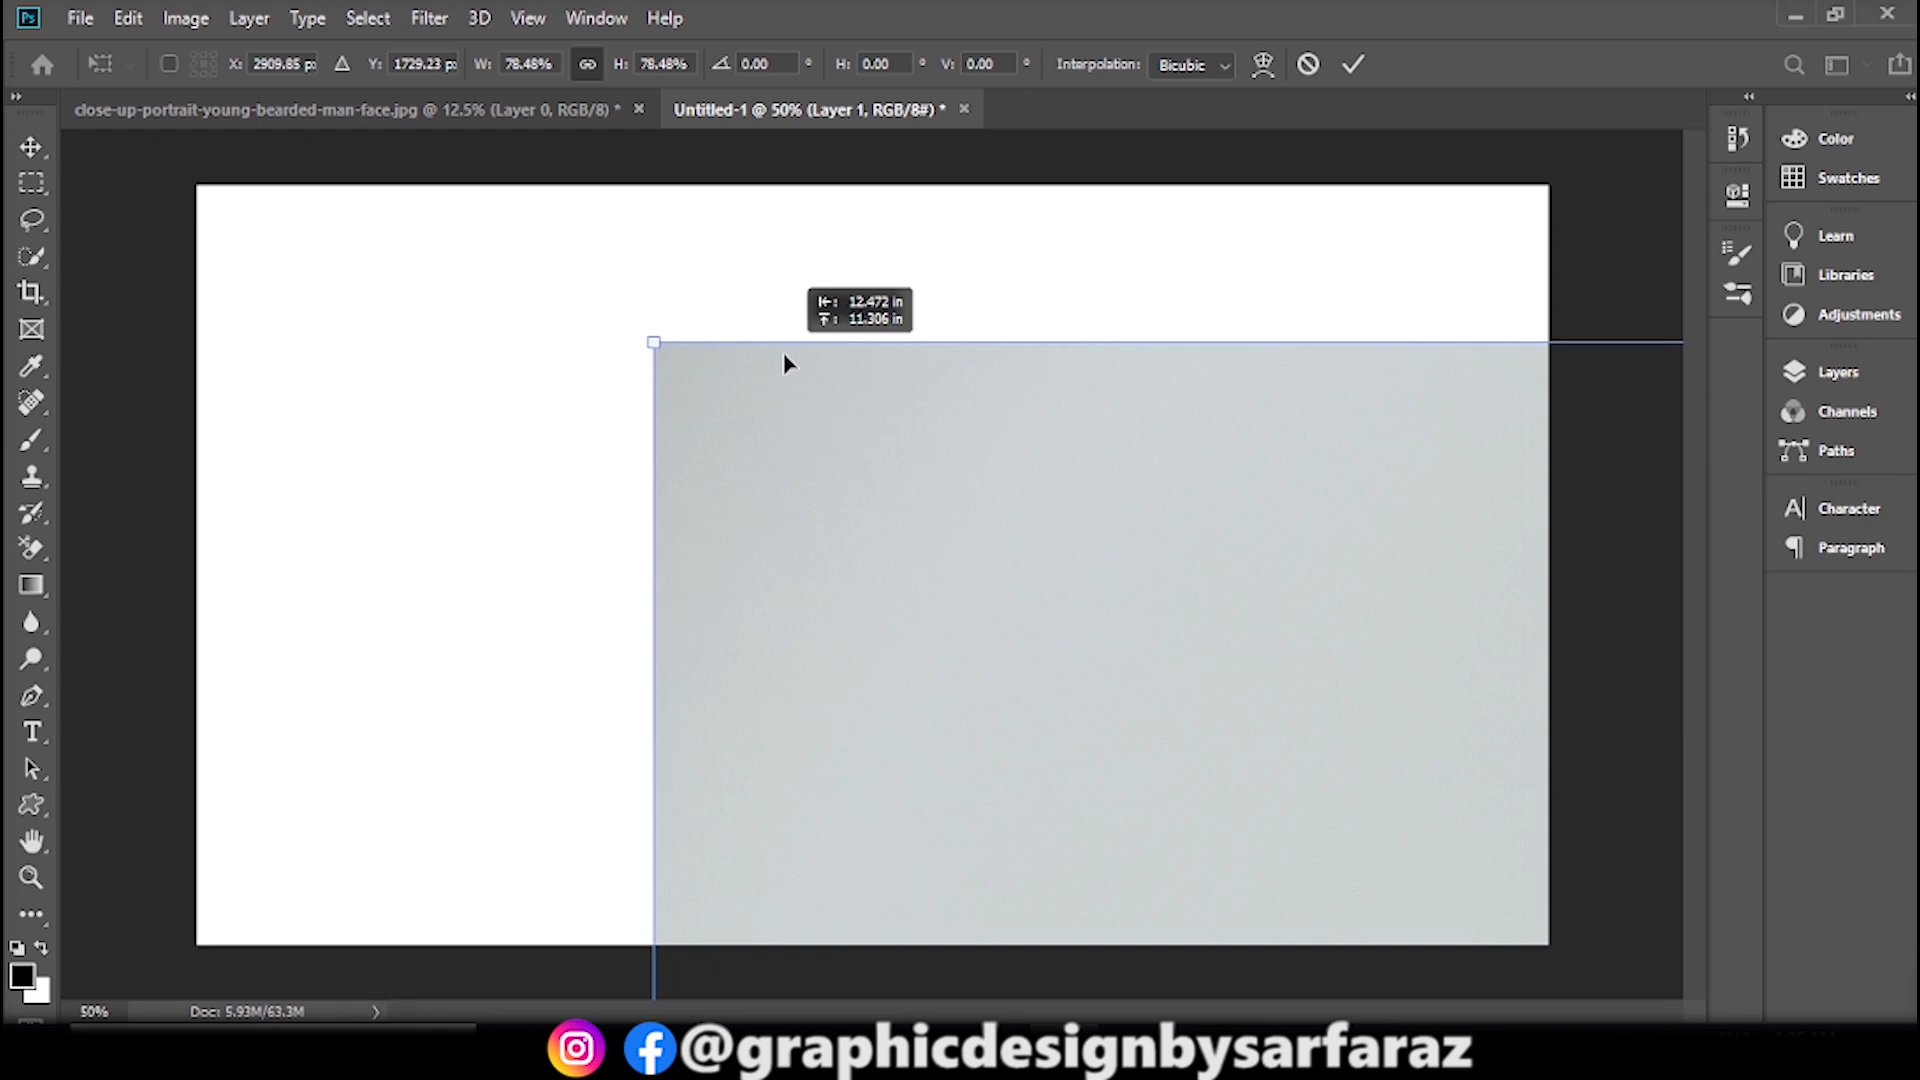 Ps File Edit Image Layer Type Select Filter 3D View Window Help
X: 2909.85 px Y: 1729.23 px W: 78.48% H: 78.48% 0.00 ° H: 0.00 ° V: 0.00 ° Interpolation: Bicubic
close-up-portrait-young-bearded-man-face.jpg @ 12.5% (Layer 0, RGB/8) * × Untitled-1 @ 50% (Layer 1, RGB/8#) * ×
Color
Swatches
Learn
Libraries
Adjustments
Layers
Channels
Paths
Character
Paragraph
12.472 in
11.306 in
50% Doc: 5.93M/63.3M
@graphicdesignbysarfaraz